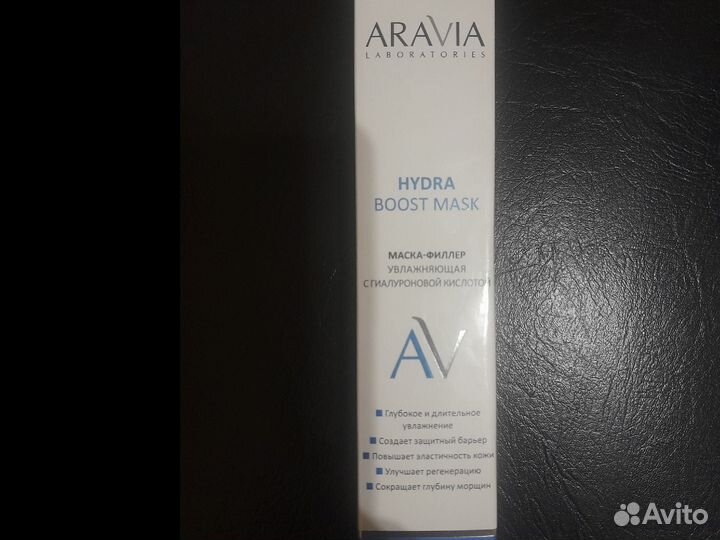 ARAVIA
LABORATORIES
HYDRA
BOOST MASK
МАСКА-ФИЛЛЕР
УВЛАЖНЯЮЩАЯ
С ГИАЛУРОНОВОЙ КИСЛОТОЙ
AV
Глубокое и длительное
увлажнение
Создает защитный барьер
Повышает эластичность кожи
Улучшает регенерацию
Сокращает глубину морщин
Avito